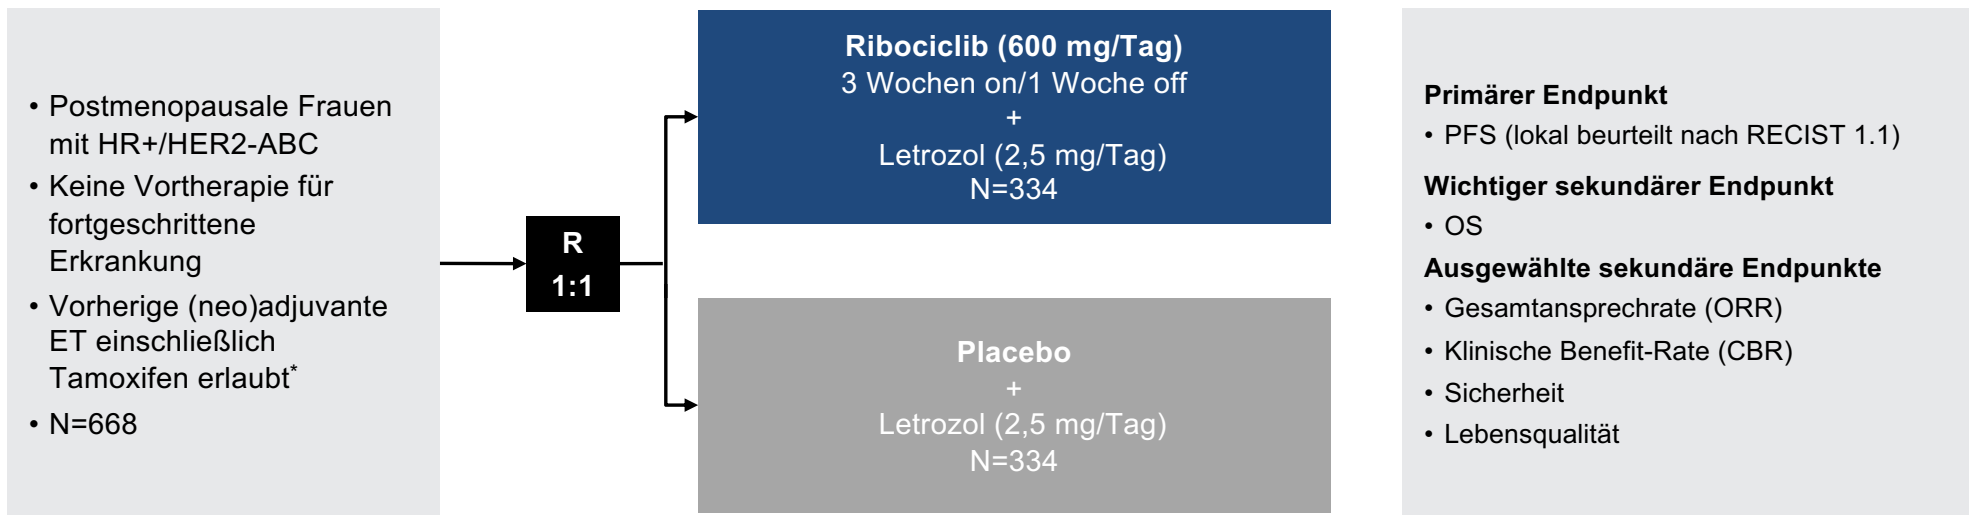 • Postmenopausale Frauen
mit HR+/HER2-ABC
• Keine Vortherapie für
fortgeschrittene
Erkrankung
• Vorherige (neo)adjuvante
ET einschließlich
Tamoxifen erlaubt*
• N=668
R
1:1
Ribociclib (600 mg/Tag)
3 Wochen on/1 Woche off
+
Letrozol (2,5 mg/Tag)
N=334
Placebo
+
Letrozol (2,5 mg/Tag)
N=334
Primärer Endpunkt
• PFS (lokal beurteilt nach RECIST 1.1)
Wichtiger sekundärer Endpunkt
• OS
Ausgewählte sekundäre Endpunkte
• Gesamtansprechrate (ORR)
• Klinische Benefit-Rate (CBR)
• Sicherheit
• Lebensqualität